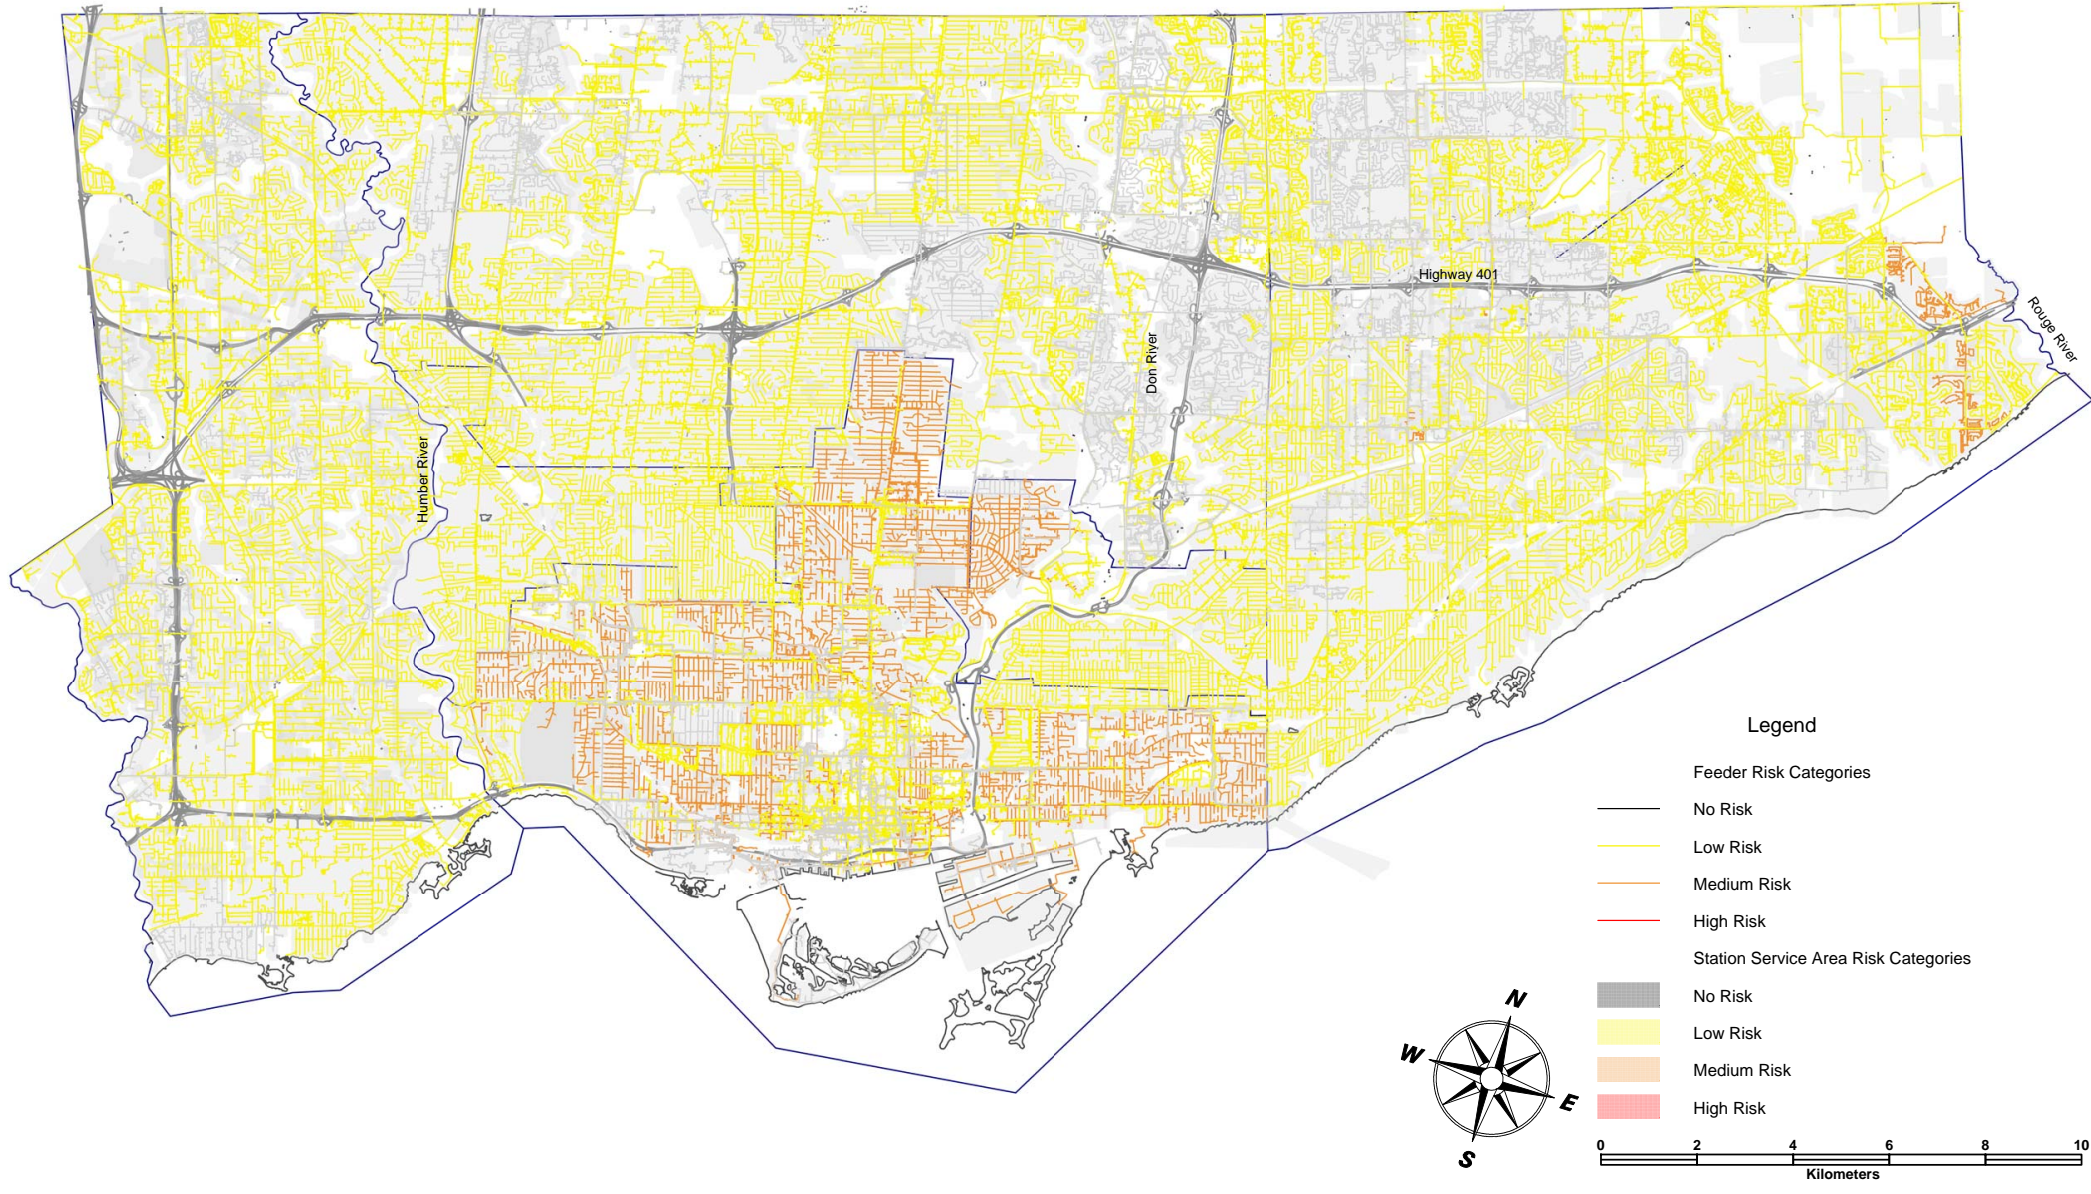 Highway 401
Rouge River
Don River
Humber River
Legend
Feeder Risk Categories
No Risk
Low Risk
Medium Risk
High Risk
Station Service Area Risk Categories
No Risk
Low Risk
Medium Risk
High Risk
N
W
E
S
0 2 4 6 8 10
Kilometers